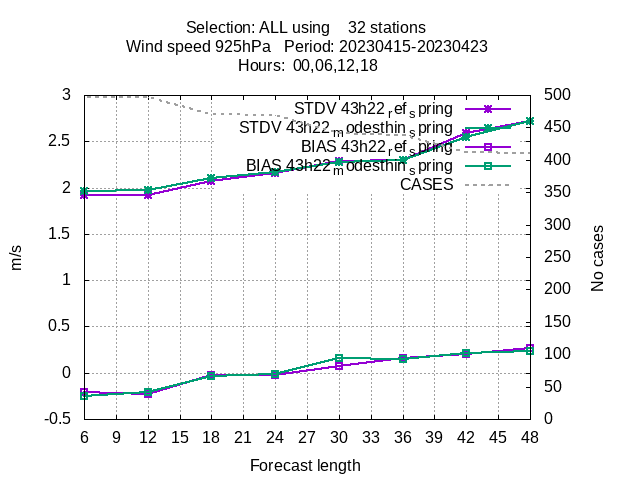 Selection: ALL using 32 stations
Wind speed 925hPa Period: 20230415-20230423
Hours: 00,06,12,18
STDV 43h22_ref_spring
STDV 43h22_modesthin_spring
BIAS 43h22_ref_spring
BIAS 43h22_modesthin_spring
CASES
3
2.5
2
1.5
1
0.5
0
-0.5
m/s
500
450
400
350
300
250
200
150
100
50
0
No cases
6 9 12 15 18 21 24 27 30 33 36 39 42 45 48
Forecast length